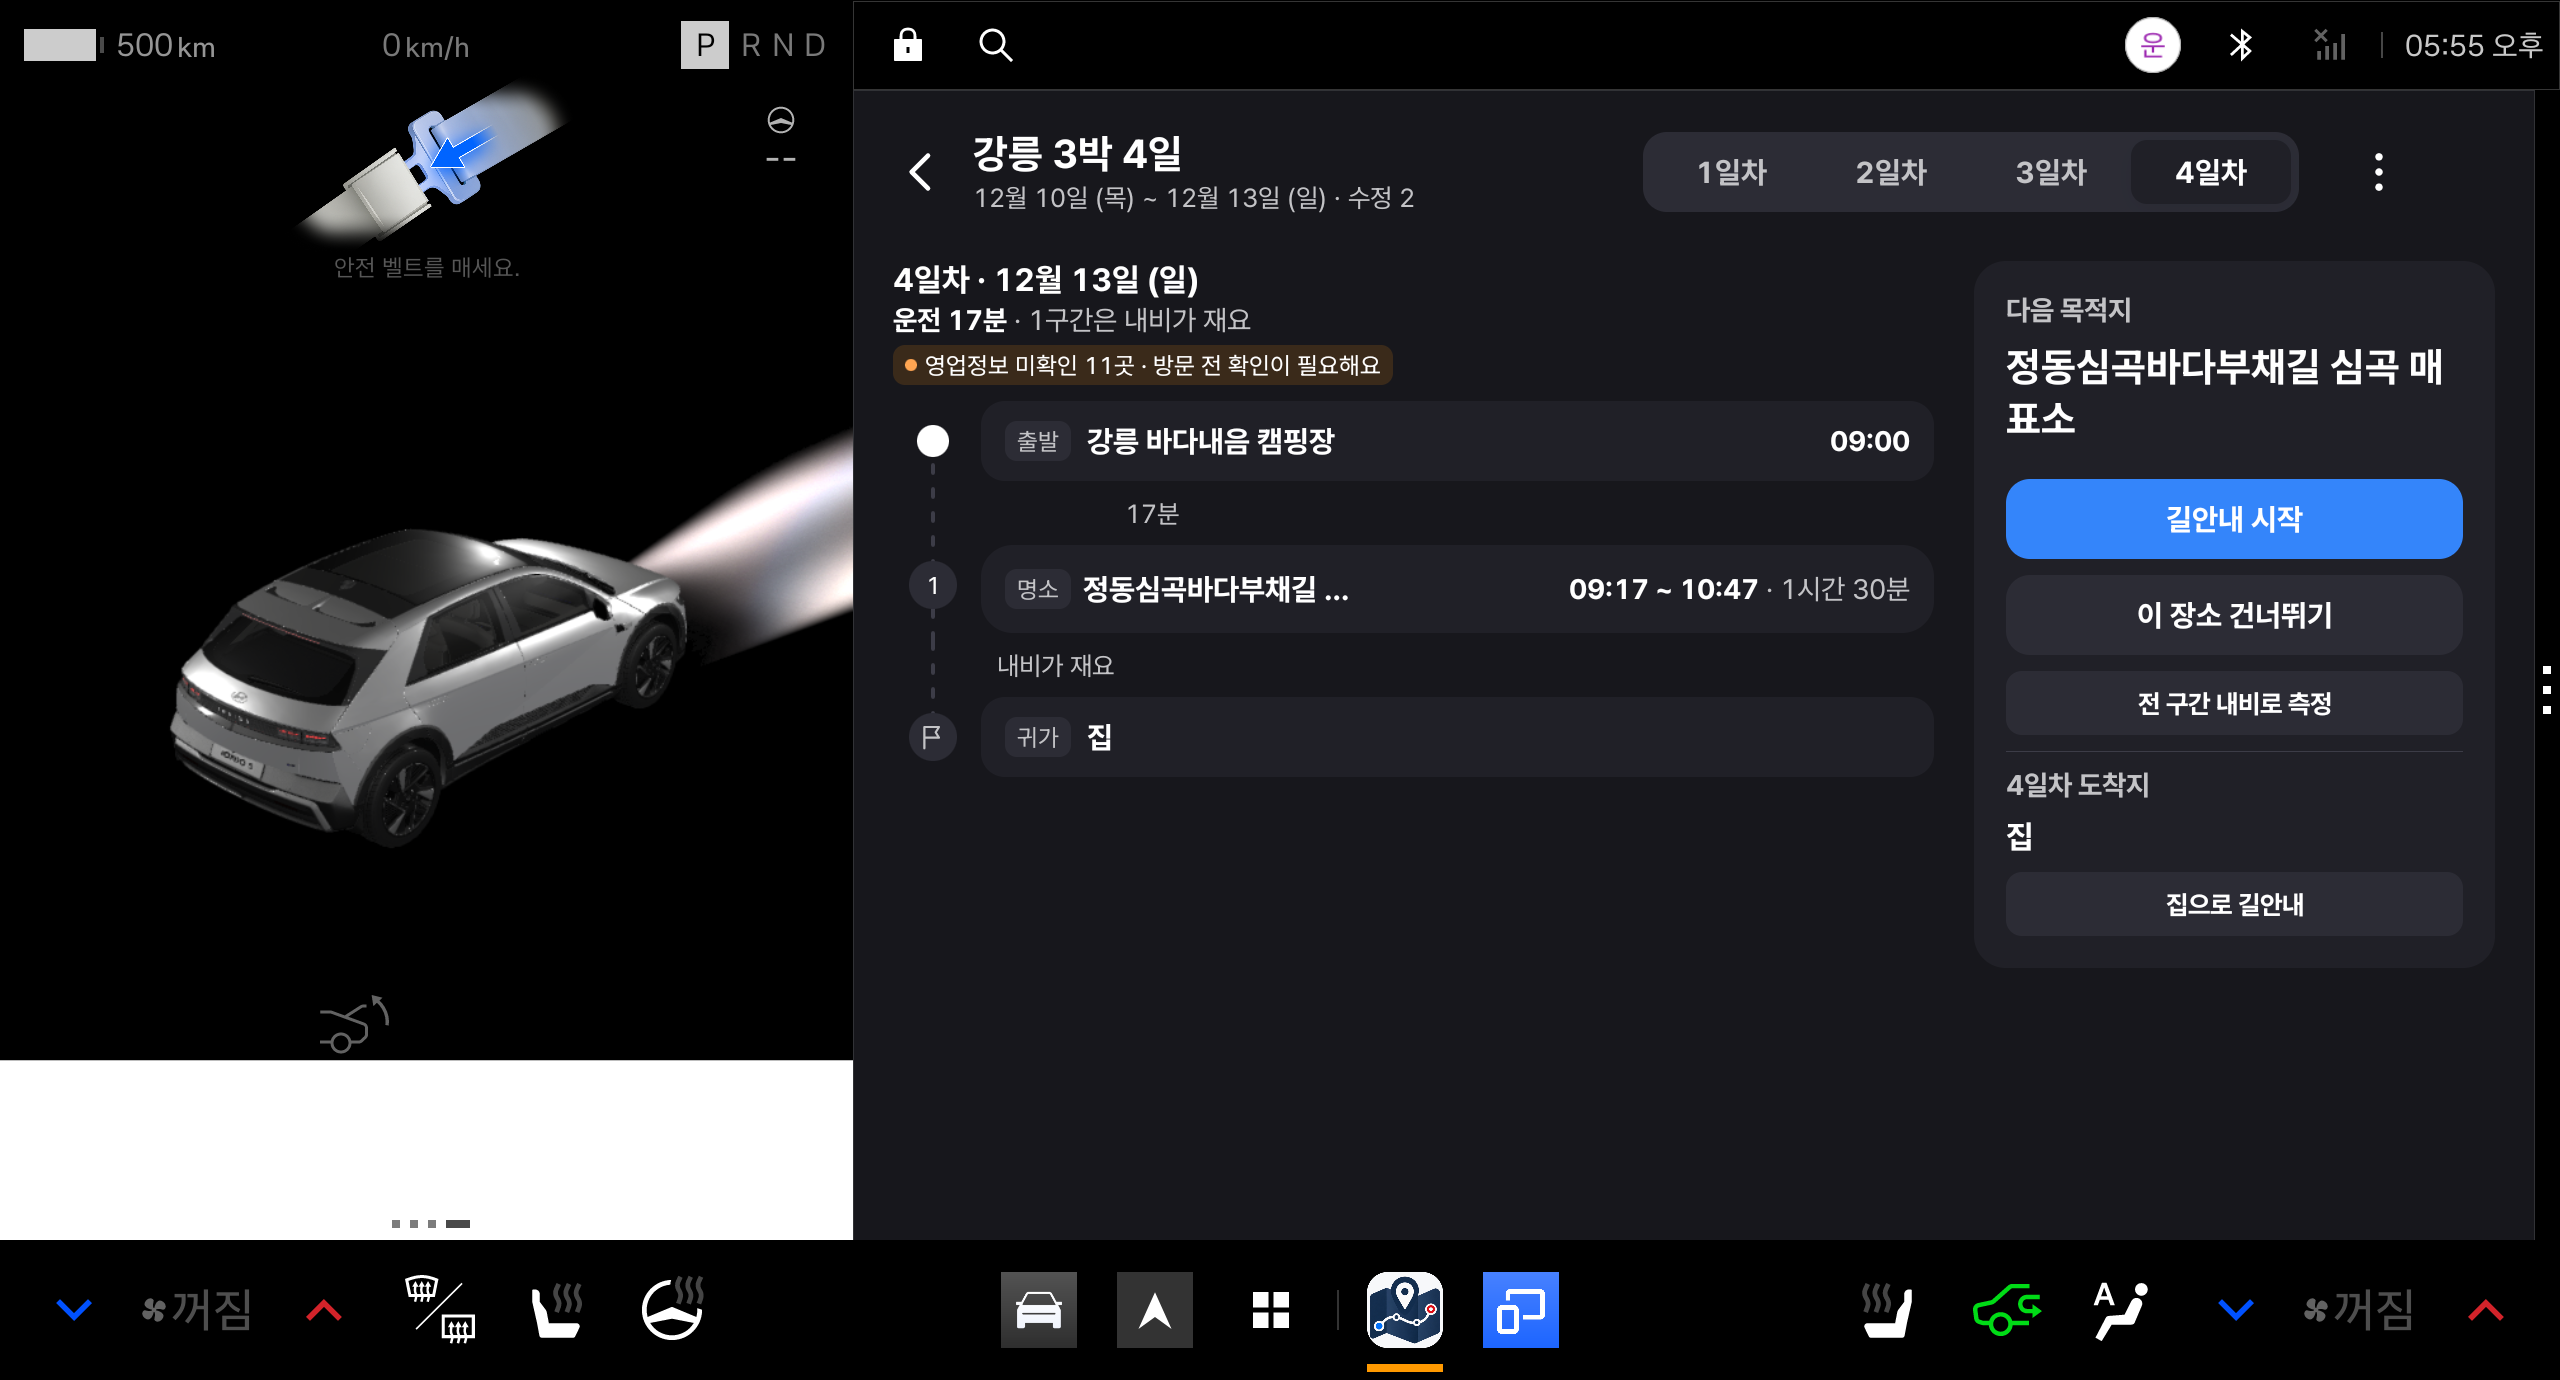 500 km
0 km/h
P R N D
운
05:55 오후
--
안전 벨트를 매세요.
강릉 3박 4일
12월 10일 (목) ~ 12월 13일 (일) · 수정 2
1일차
2일차
3일차
4일차
4일차 · 12월 13일 (일)
운전 17분 · 1구간은 내비가 재요
영업정보 미확인 11곳 · 방문 전 확인이 필요해요
출발 강릉 바다내음 캠핑장 09:00
17분
1 명소 정동심곡바다부채길 ... 09:17 ~ 10:47 · 1시간 30분
내비가 재요
귀가 집
다음 목적지
정동심곡바다부채길 심곡 매
표소
길안내 시작
이 장소 건너뛰기
전 구간 내비로 측정
4일차 도착지
집
집으로 길안내
IONIQ 5
꺼짐
A
꺼짐